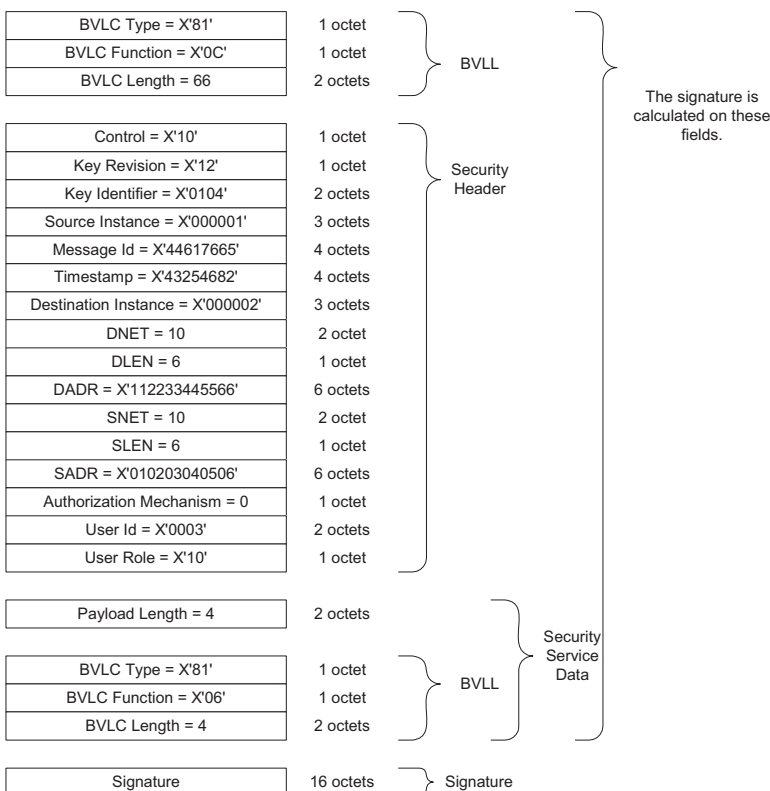 BVLC Type = X'81' 1 octet
BVLC Function = X'0C' 1 octet
BVLL
BVLC Length = 66 2 octets
The signature is
calculated on these
fields.
Control = X'10' 1 octet
Key Revision = X'12' 1 octet
Security
Header
Key Identifier = X'0104' 2 octets
Source Instance = X'000001' 3 octets
Message Id = X'44617665' 4 octets
Timestamp = X'43254682' 4 octets
Destination Instance = X'000002' 3 octets
DNET = 10 2 octet
DLEN = 6 1 octet
DADR = X'112233445566' 6 octets
SNET = 10 2 octet
SLEN = 6 1 octet
SADR = X'010203040506' 6 octets
Authorization Mechanism = 0 1 octet
User Id = X'0003' 2 octets
User Role = X'10' 1 octet
Payload Length = 4 2 octets
Security
Service
Data
BVLC Type = X'81' 1 octet
BVLL
BVLC Function = X'06' 1 octet
BVLC Length = 4 2 octets
Signature 16 octets Signature